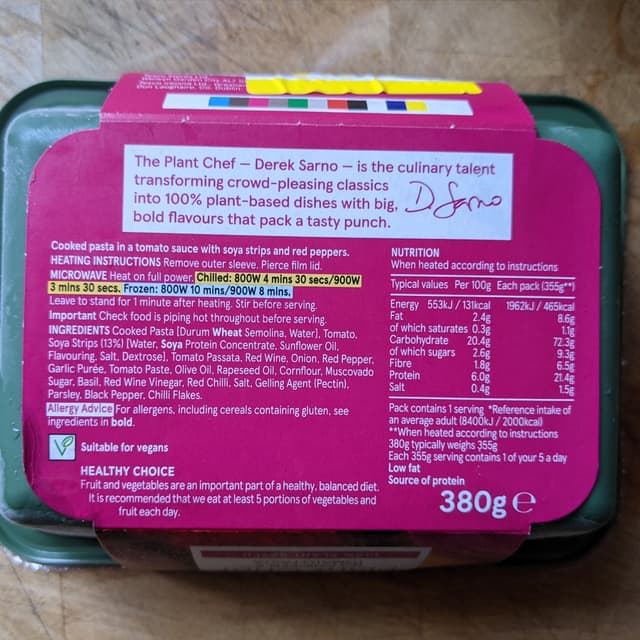 The Plant Chef – Derek Sarno – is the culinary talent
transforming crowd-pleasing classics
into 100% plant-based dishes with big,
bold flavours that pack a tasty punch.
D. Sarno
Cooked pasta in a tomato sauce with soya strips and red peppers.
HEATING INSTRUCTIONS Remove outer sleeve. Pierce film lid.
MICROWAVE Heat on full power. Chilled: 800W 4 mins 30 secs/900W
3 mins 30 secs. Frozen: 800W 10 mins/900W 8 mins.
Leave to stand for 1 minute after heating. Stir before serving.
Important Check food is piping hot throughout before serving.
INGREDIENTS Cooked Pasta [Durum Wheat Semolina, Water], Tomato,
Soya Strips (13%) [Water, Soya Protein Concentrate, Sunflower Oil,
Flavouring, Salt, Dextrose], Tomato Passata, Red Wine, Onion, Red Pepper,
Garlic Purée, Tomato Paste, Olive Oil, Rapeseed Oil, Cornflour, Muscovado
Sugar, Basil, Red Wine Vinegar, Red Chilli, Salt, Gelling Agent (Pectin),
Parsley, Black Pepper, Chilli Flakes.
Allergy Advice For allergens, including cereals containing gluten, see
ingredients in bold.
V Suitable for vegans
HEALTHY CHOICE
Fruit and vegetables are an important part of a healthy, balanced diet.
It is recommended that we eat at least 5 portions of vegetables and
fruit each day.
NUTRITION
When heated according to instructions
Typical values Per 100g Each pack (355g**)
Energy 553kJ / 131kcal 1962kJ / 465kcal
Fat 2.4g 8.6g
of which saturates 0.3g 1.1g
Carbohydrate 20.4g 72.3g
of which sugars 2.6g 9.3g
Fibre 1.8g 6.5g
Protein 6.0g 21.4g
Salt 0.4g 1.5g
Pack contains 1 serving *Reference intake of
an average adult (8400kJ / 2000kcal)
**When heated according to instructions
380g typically weighs 355g
Each 355g serving contains 1 of your 5 a day
Low fat
Source of protein
380g ℮